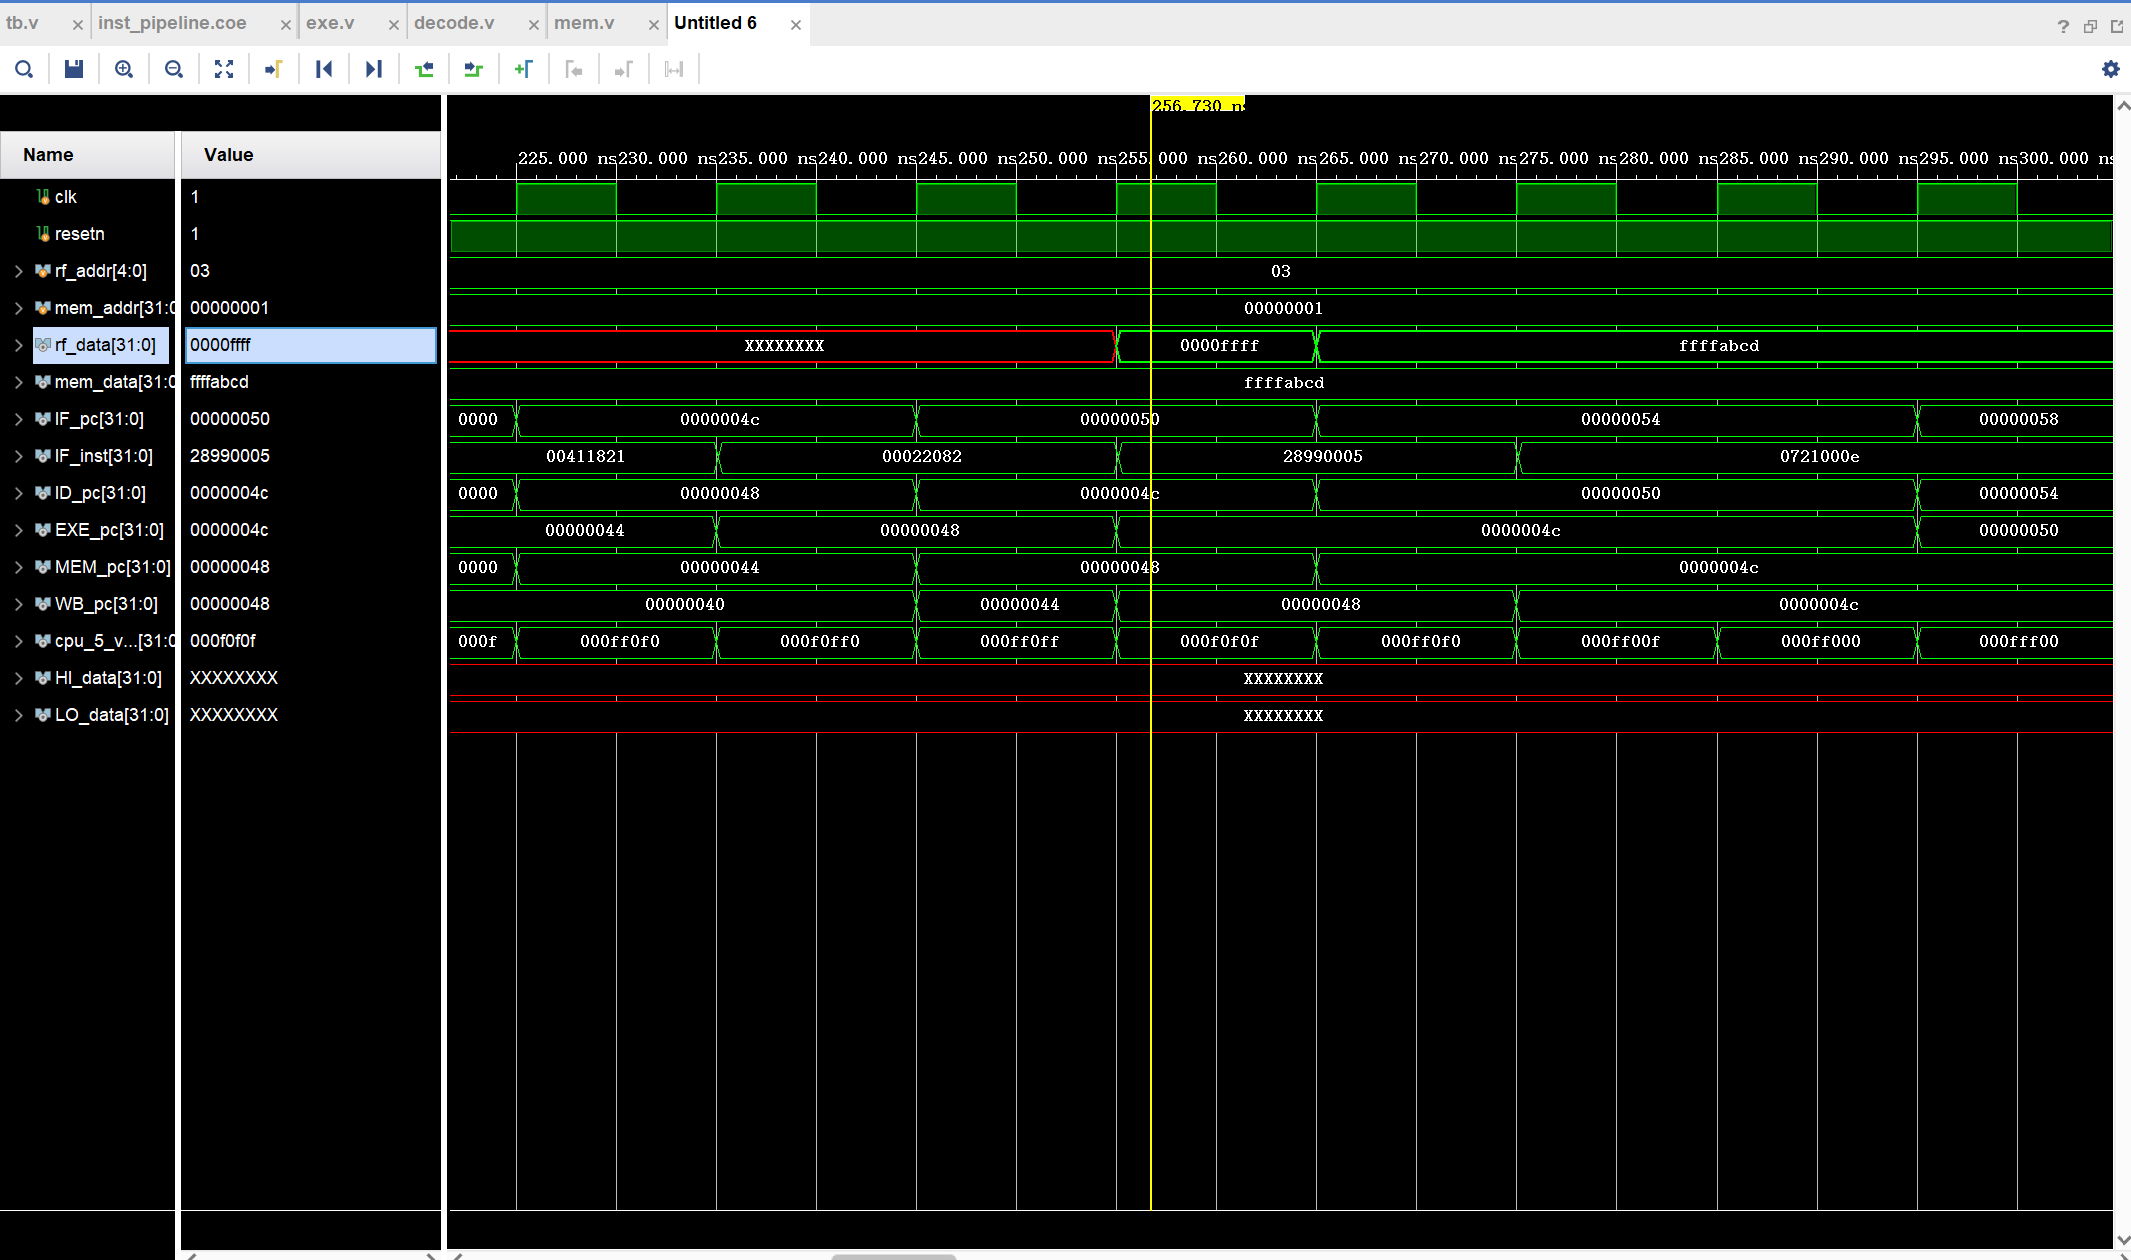 tb.v inst_pipeline.coe exe.v decode.v mem.v Untitled 6
256.730 ns
Name Value
225.000 ns 230.000 ns 235.000 ns 240.000 ns 245.000 ns 250.000 ns 255.000 ns 260.000 ns 265.000 ns 270.000 ns 275.000 ns 280.000 ns 285.000 ns 290.000 ns 295.000 ns 300.000 ns
clk 1
resetn 1
rf_addr[4:0] 03 03
mem_addr[31:0 00000001 00000001
rf_data[31:0] 0000ffff XXXXXXXX 0000ffff ffffabcd
mem_data[31:0 ffffabcd ffffabcd
IF_pc[31:0] 00000050 0000 0000004c 00000050 00000054 00000058
IF_inst[31:0] 28990005 00411821 00022082 28990005 0721000e
ID_pc[31:0] 0000004c 0000 00000048 0000004c 00000050 00000054
EXE_pc[31:0] 0000004c 00000044 00000048 0000004c 00000050
MEM_pc[31:0] 00000048 0000 00000044 00000048 0000004c
WB_pc[31:0] 00000048 00000040 00000044 00000048 0000004c
cpu_5_v...[31:0 000f0f0f 000f 000ff0f0 000f0ff0 000ff0ff 000f0f0f 000ff0f0 000ff00f 000ff000 000fff00
HI_data[31:0] XXXXXXXX XXXXXXXX
LO_data[31:0] XXXXXXXX XXXXXXXX